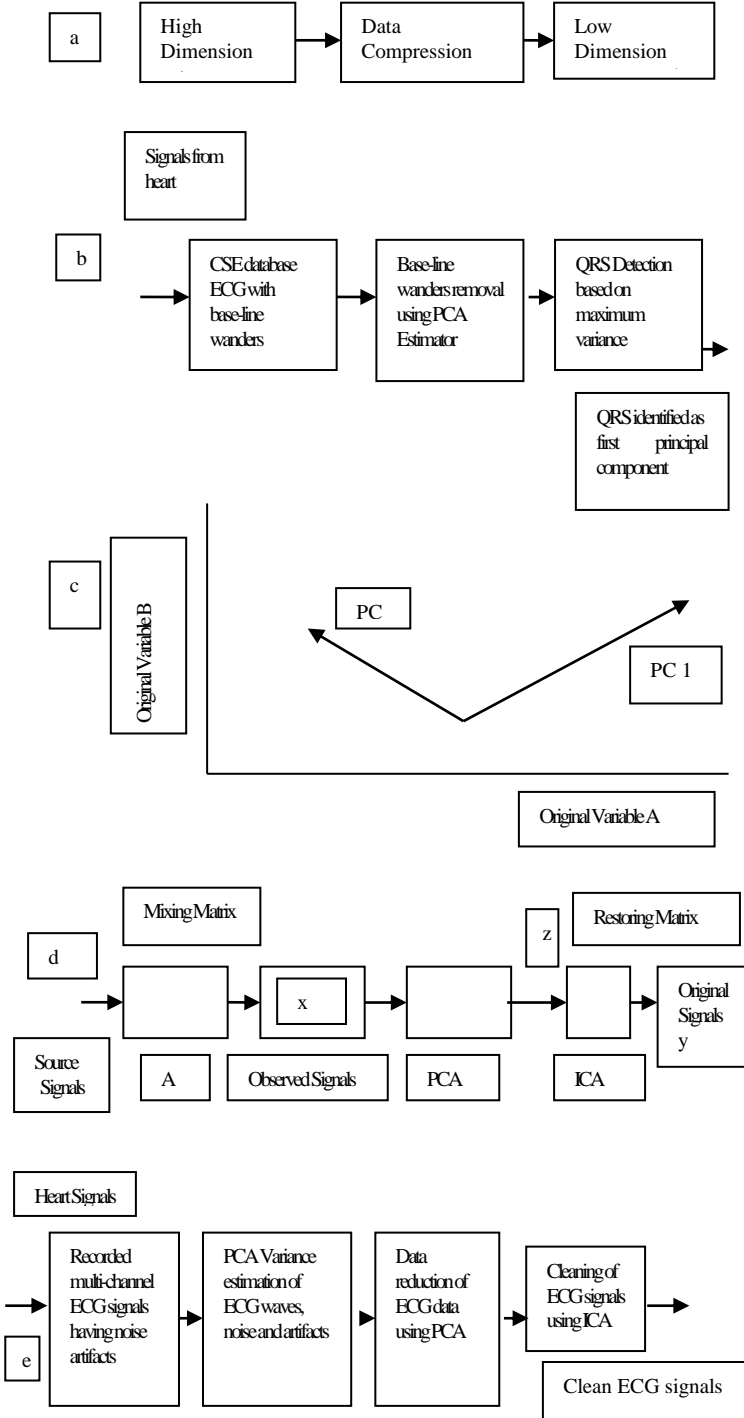 a
High
Dimension
Data
Compression
Low
Dimension
Signals from
heart
b
CSE database
ECG with
base-line
wanders
Base-line
wanders removal
using PCA
Estimator
QRS Detection
based on
maximum
variance
QRS identified as
first principal
component
c
Original Variable B
PC
PC 1
Original Variable A
Mixing Matrix
z
Restoring Matrix
d
x
Original
Signals
y
Source
Signals
A
Observed Signals
PCA
ICA
Heart Signals
Recorded
multi-channel
ECG signals
having noise
artifacts
PCA Variance
estimation of
ECG waves,
noise and artifacts
Data
reduction of
ECG data
using PCA
Cleaning of
ECG signals
using ICA
e
Clean ECG signals